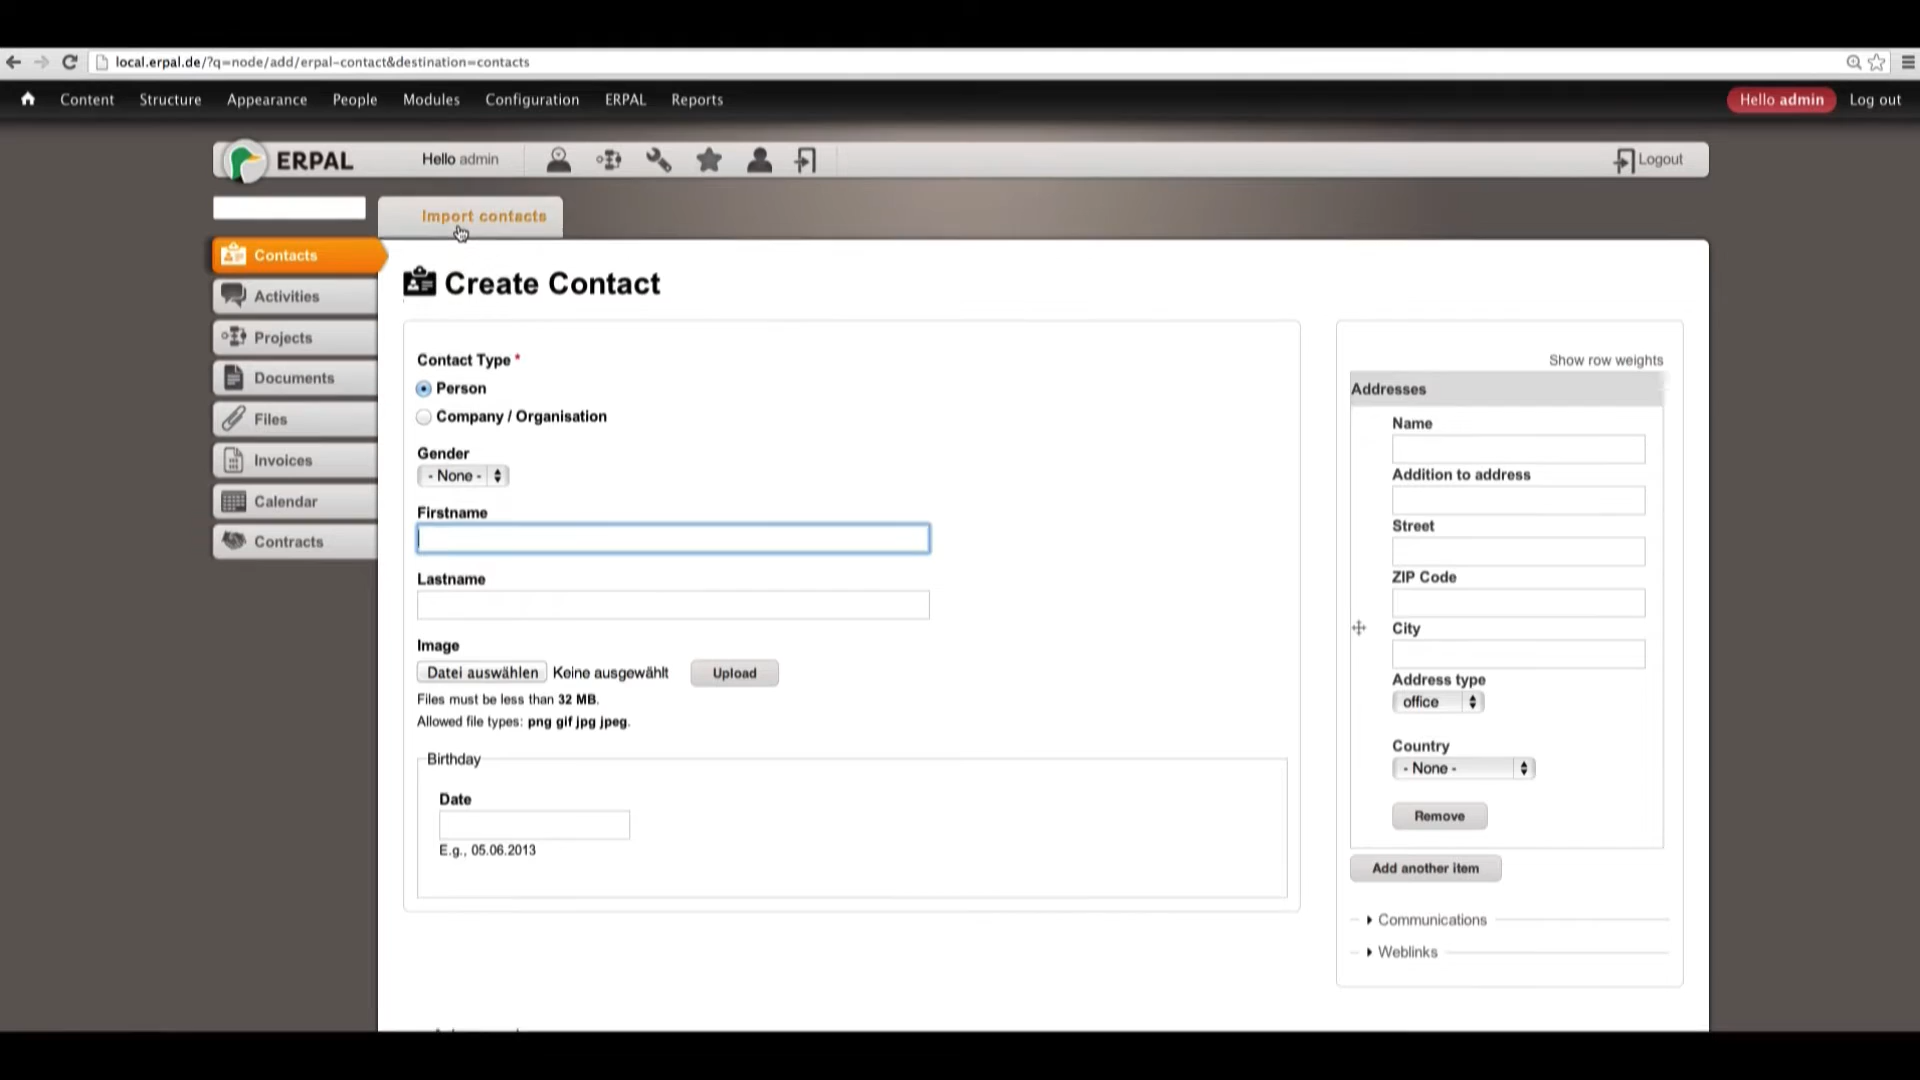 local.erpal.de/?q=node/add/erpal-contact&destination=contacts
Content Structure Appearance People Modules Configuration ERPAL Reports Hello admin Log out
ERPAL Hello admin Logout
Import contacts
Contacts
Activities
Projects
Documents
Files
Invoices
Calendar
Contracts
Create Contact
Contact Type *
Person
Company / Organisation
Gender
- None -
Firstname
Lastname
Image
Datei auswählen Keine ausgewählt Upload
Files must be less than 32 MB.
Allowed file types: png gif jpg jpeg.
Birthday
Date
E.g., 05.06.2013
Show row weights
Addresses
Name
Addition to address
Street
ZIP Code
City
Address type
office
Country
- None -
Remove
Add another item
Communications
Weblinks